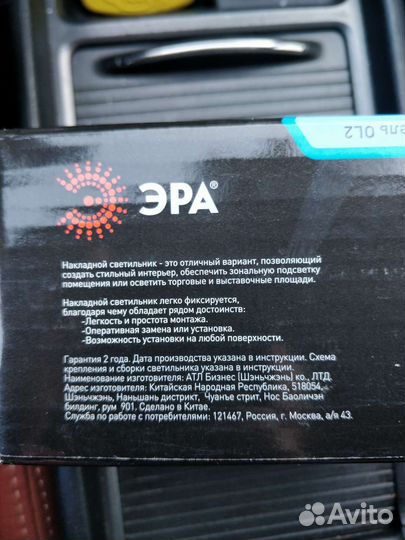 ель OL2
ЭРА®
Накладной светильник - это отличный вариант, позволяющий
создать стильный интерьер, обеспечить зональную подсветку
помещения или осветить торговые и выставочные площади.
Накладной светильник легко фиксируется,
благодаря чему обладает рядом достоинств:
-Легкость и простота монтажа.
-Оперативная замена или установка.
-Возможность установки на любой поверхности.
Гарантия 2 года. Дата производства указана в инструкции. Схема
крепления и сборки светильника указана в инструкции.
Наименование изготовителя: АТЛ Бизнес (Шэньчжэнь) ко., ЛТД.
Адрес изготовителя: Китайская Народная Республика, 518054,
Шэньчжэнь, Наньшань дистрикт, Чуанъе стрит, Нос Баоличэн
билдинг, рум 901, Сделано в Китае.
Служба по работе с потребителями: 121467, Россия, г. Москва, а/я 43.
Avito